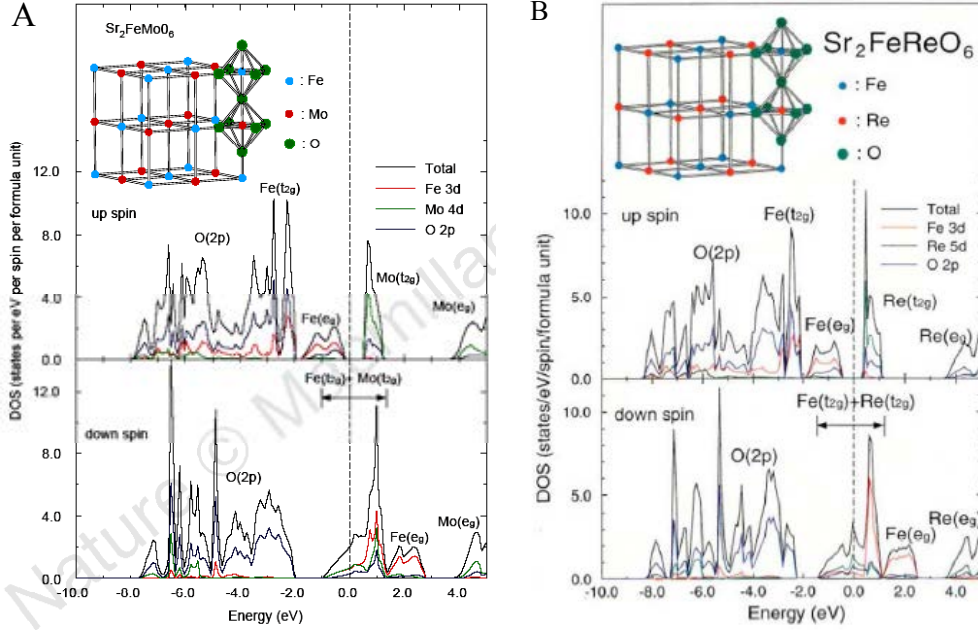 A
Sr2FeMoO6
: Fe
: Mo
: O
DOS (states per eV per spin per formula unit)
12.0
8.0
4.0
0.0
up spin
O(2p)
Fe(t2g)
Fe(eg)
Mo(t2g)
Mo(eg)
Total
Fe 3d
Mo 4d
O 2p
12.0
8.0
4.0
0.0
down spin
O(2p)
Fe(t2g)+ Mo(t2g)
Fe(eg)
Mo(eg)
-8.0 -6.0 -4.0 -2.0 0.0 2.0 4.0
Energy (eV)
Nature © Macmillan
B
Sr2FeReO6
: Fe
: Re
: O
DOS (states/eV/spin/formula unit)
10.0
5.0
0.0
up spin
O(2p)
Fe(t2g)
Fe(eg)
Re(t2g)
Re(eg)
Total
Fe 3d
Re 5d
O 2p
10.0
5.0
0.0
down spin
O(2p)
Fe(t2g)+Re(t2g)
Fe(eg)
Re(eg)
-10.0 -8.0 -6.0 -4.0 -2.0 0.0 2.0 4.0
Energy (eV)